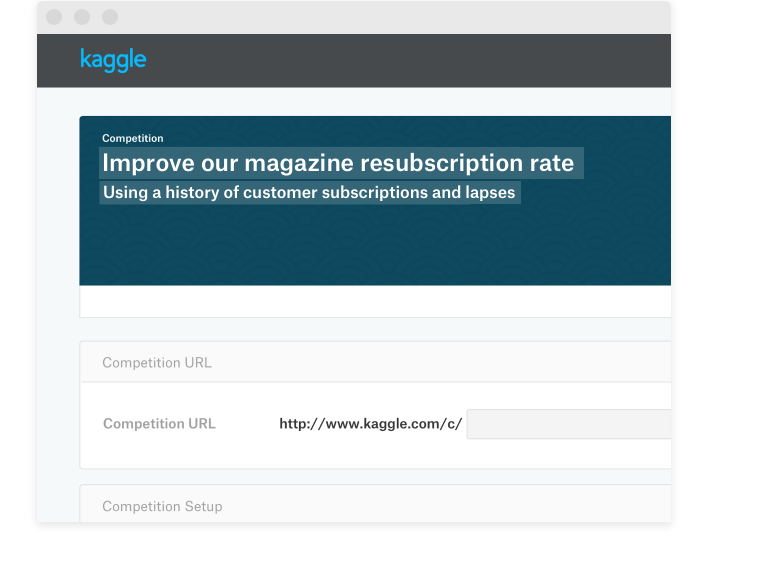 kaggle
Competition
Improve our magazine resubscription rate
Using a history of customer subscriptions and lapses
Competition URL
Competition URL http://www.kaggle.com/c/
Competition Setup